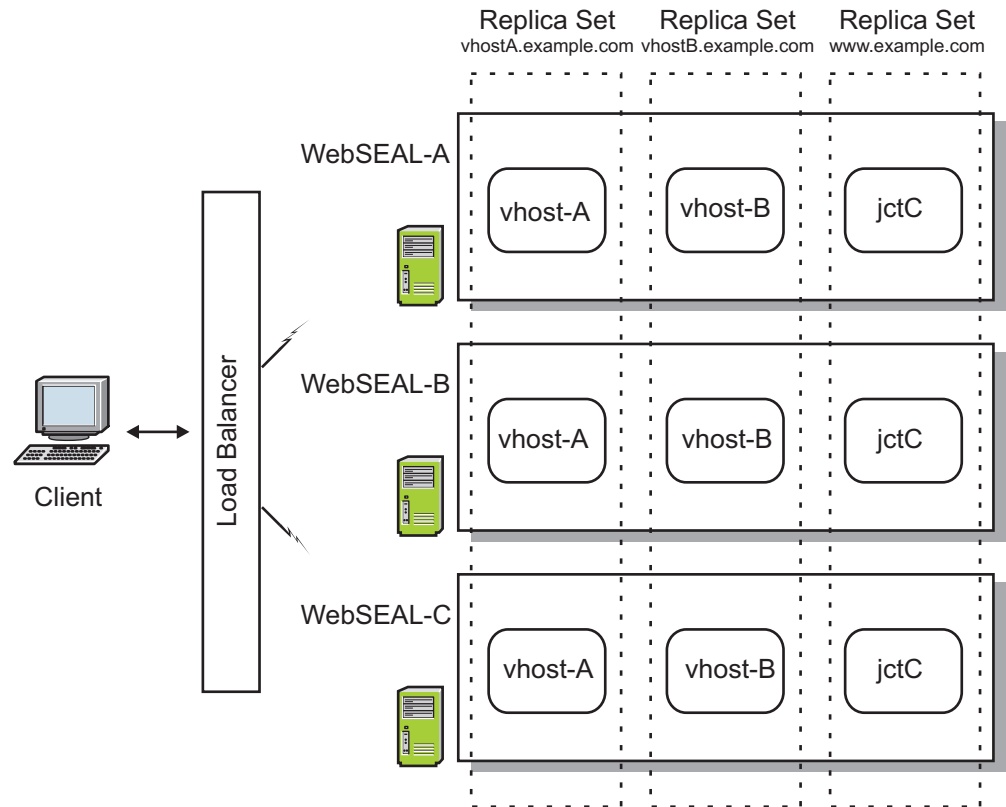 Replica Set
vhostA.example.com
Replica Set
vhostB.example.com
Replica Set
www.example.com
WebSEAL-A
vhost-A
vhost-B
jctC
Client
Load Balancer
WebSEAL-B
vhost-A
vhost-B
jctC
WebSEAL-C
vhost-A
vhost-B
jctC